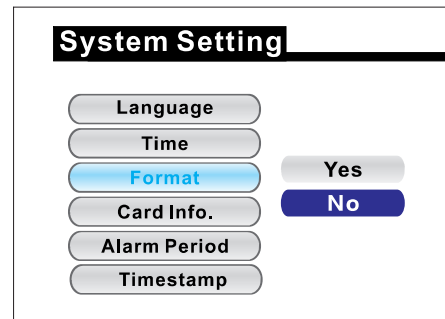 System Setting
Language
Time
Format
Yes
Card Info.
No
Alarm Period
Timestamp